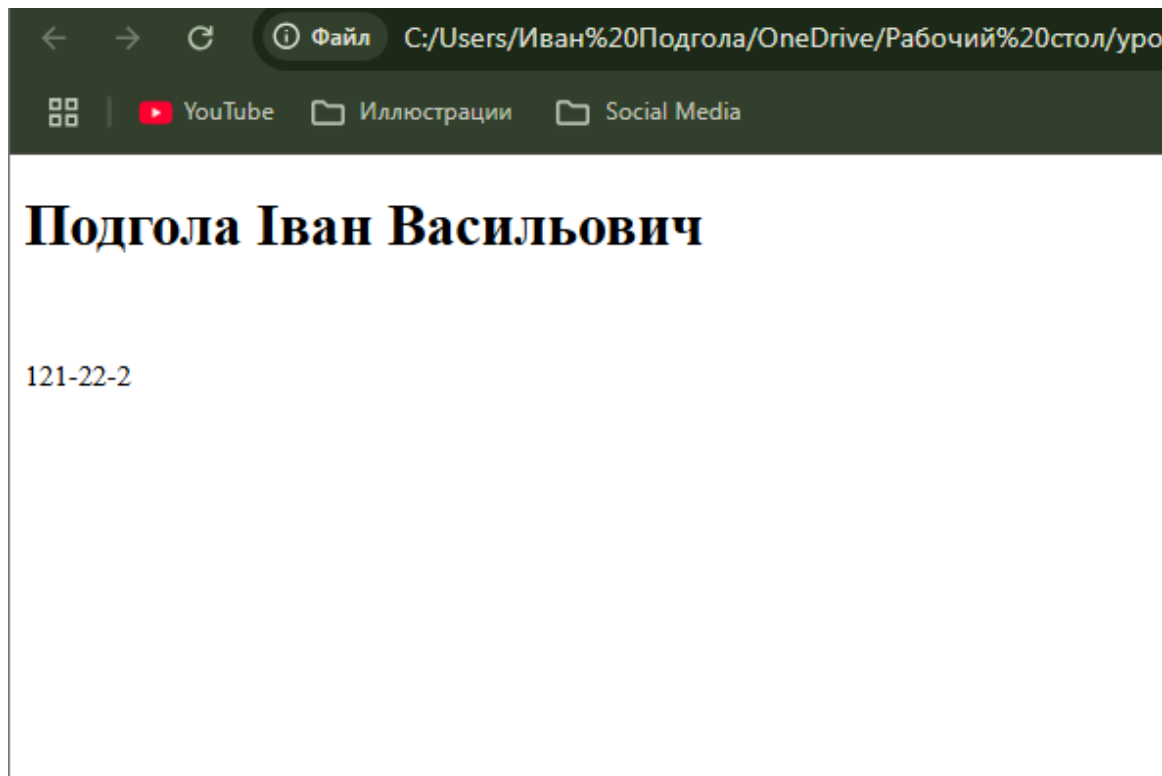 Файл C:/Users/Иван%20Подгола/OneDrive/Рабочий%20стол/уро
YouTube Иллюстрации Social Media
Подгола Іван Васильович
121-22-2